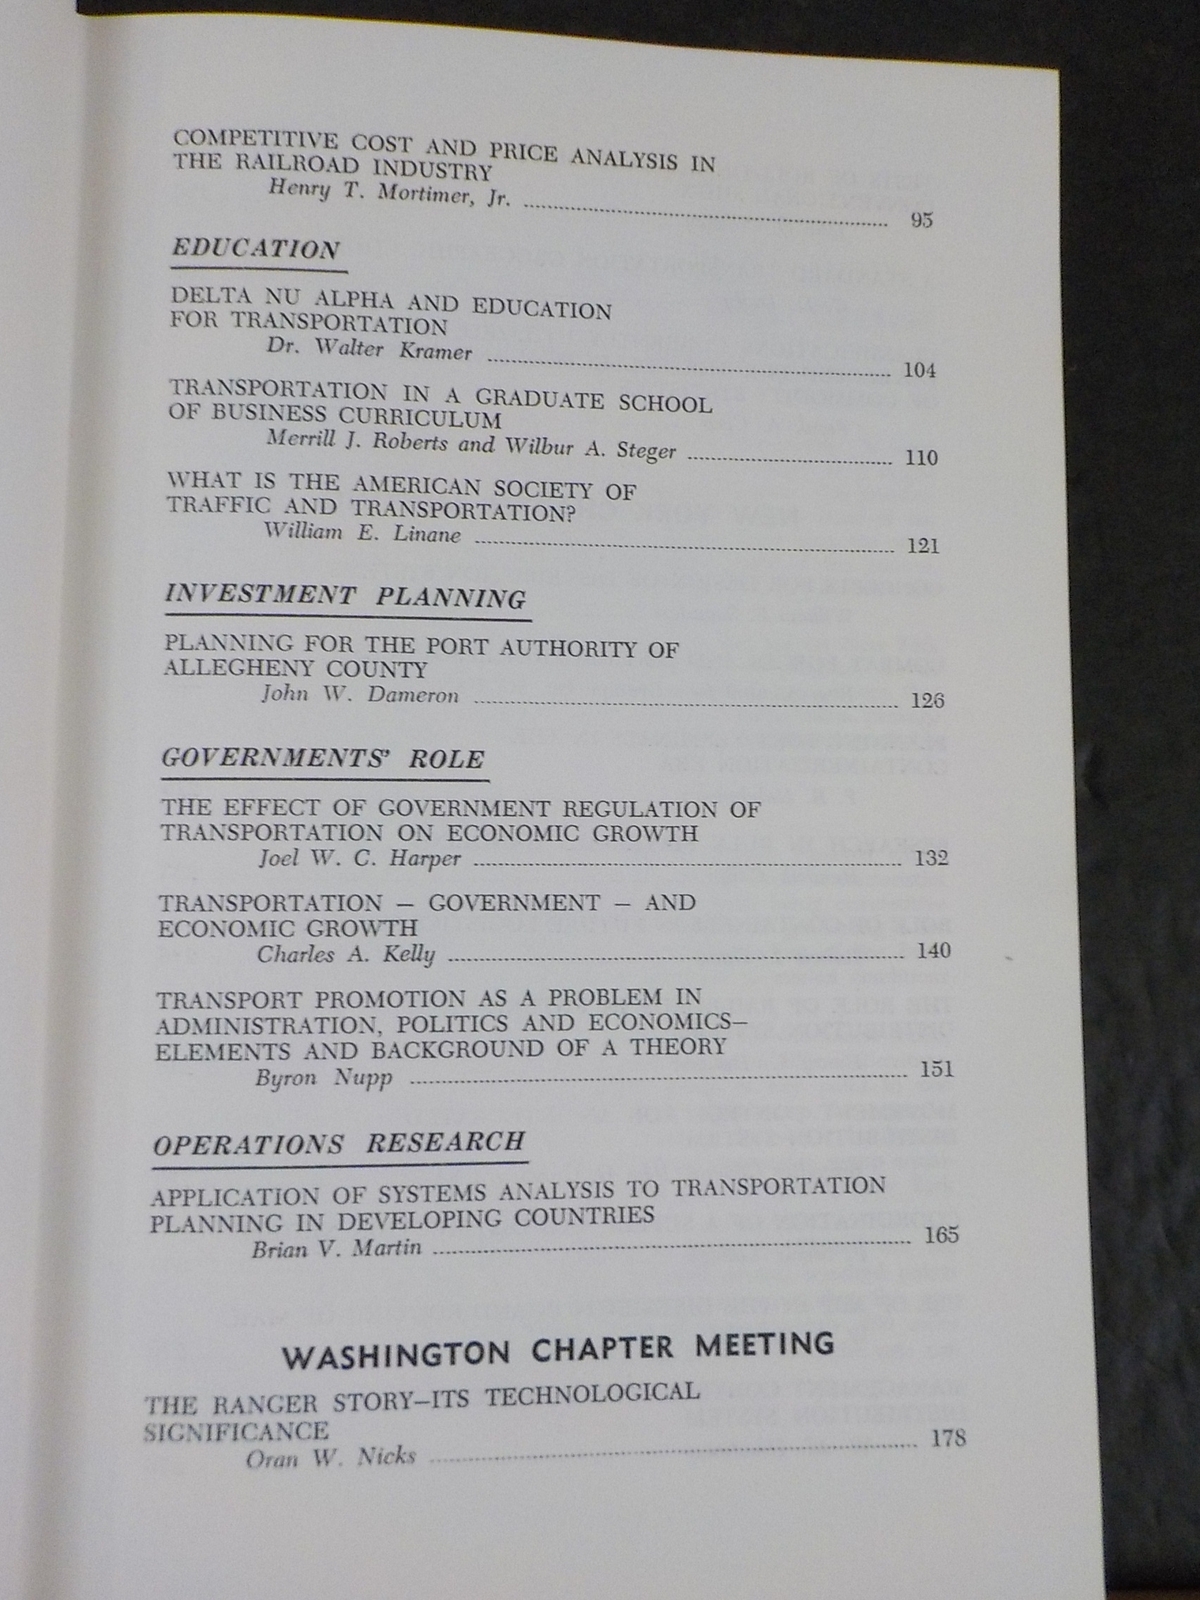 COMPETITIVE COST AND PRICE ANALYSIS IN
THE RAILROAD INDUSTRY
Henry T. Mortimer, Jr. 95
EDUCATION
DELTA NU ALPHA AND EDUCATION
FOR TRANSPORTATION
Dr. Walter Kramer 104
TRANSPORTATION IN A GRADUATE SCHOOL
OF BUSINESS CURRICULUM
Merrill J. Roberts and Wilbur A. Steger 110
WHAT IS THE AMERICAN SOCIETY OF
TRAFFIC AND TRANSPORTATION?
William E. Linane 121
INVESTMENT PLANNING
PLANNING FOR THE PORT AUTHORITY OF
ALLEGHENY COUNTY
John W. Dameron 126
GOVERNMENTS' ROLE
THE EFFECT OF GOVERNMENT REGULATION OF
TRANSPORTATION ON ECONOMIC GROWTH
Joel W. C. Harper 132
TRANSPORTATION — GOVERNMENT — AND
ECONOMIC GROWTH
Charles A. Kelly 140
TRANSPORT PROMOTION AS A PROBLEM IN
ADMINISTRATION, POLITICS AND ECONOMICS—
ELEMENTS AND BACKGROUND OF A THEORY
Byron Nupp 151
OPERATIONS RESEARCH
APPLICATION OF SYSTEMS ANALYSIS TO TRANSPORTATION
PLANNING IN DEVELOPING COUNTRIES
Brian V. Martin 165
WASHINGTON CHAPTER MEETING
THE RANGER STORY—ITS TECHNOLOGICAL
SIGNIFICANCE
Oran W. Nicks 178